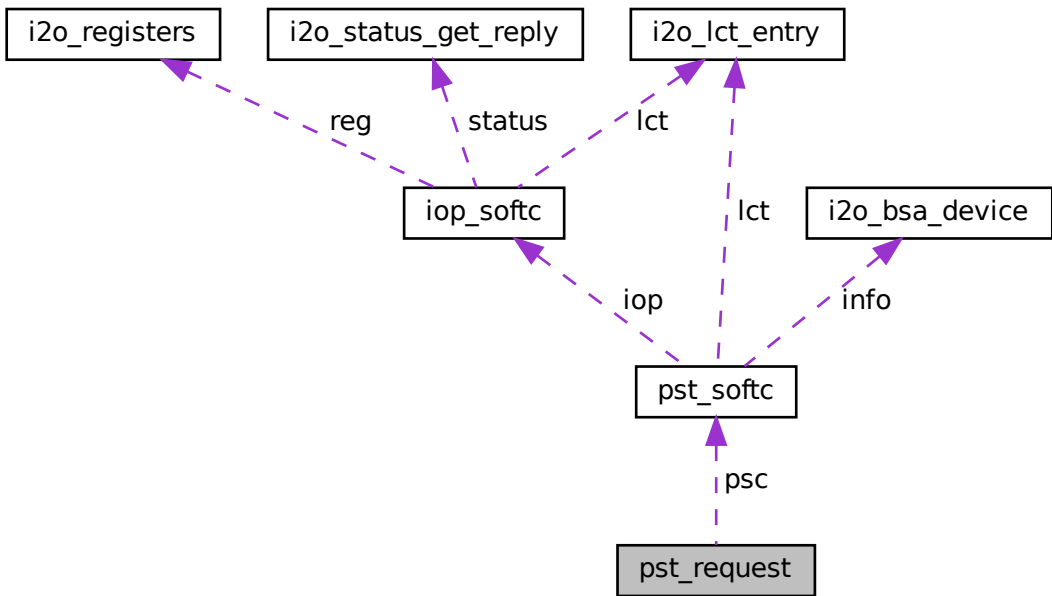 i2o_registers
i2o_status_get_reply
i2o_lct_entry
reg
status
lct
iop_softc
lct
i2o_bsa_device
iop
info
pst_softc
psc
pst_request